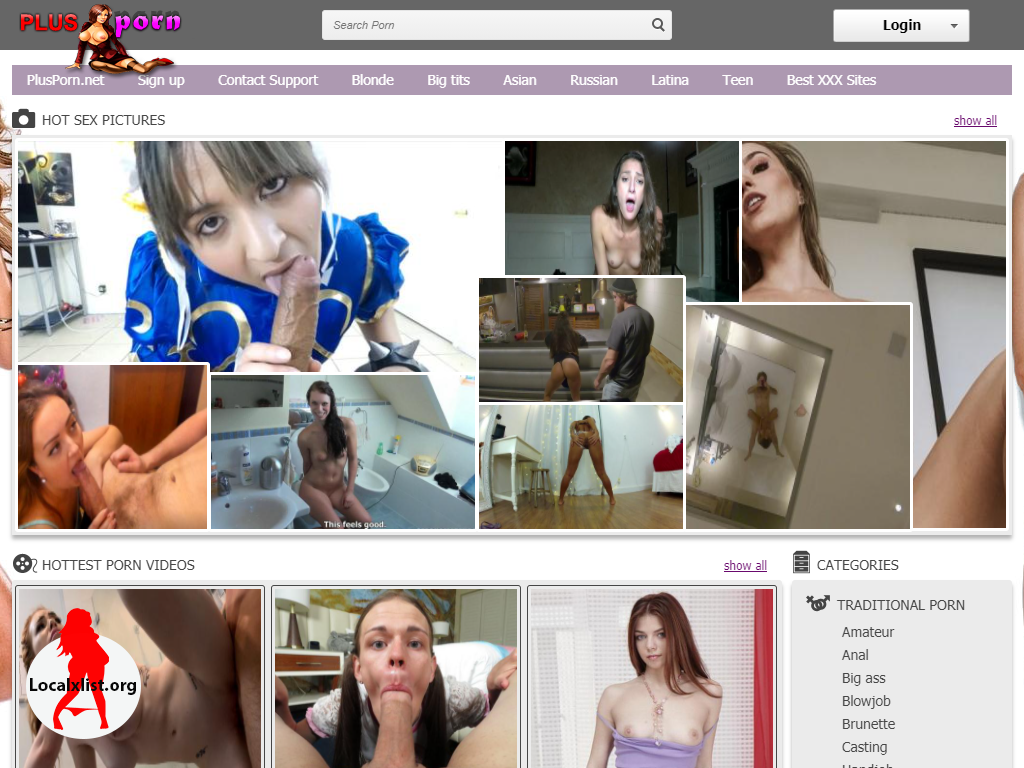 PLUS porn
Search Porn
Login
PlusPorn.net Sign up Contact Support Blonde Big tits Asian Russian Latina Teen Best XXX Sites
HOT SEX PICTURES
show all
This feels good..
HOTTEST PORN VIDEOS
show all
CATEGORIES
Localxlist.org
TRADITIONAL PORN
Amateur
Anal
Big ass
Blowjob
Brunette
Casting